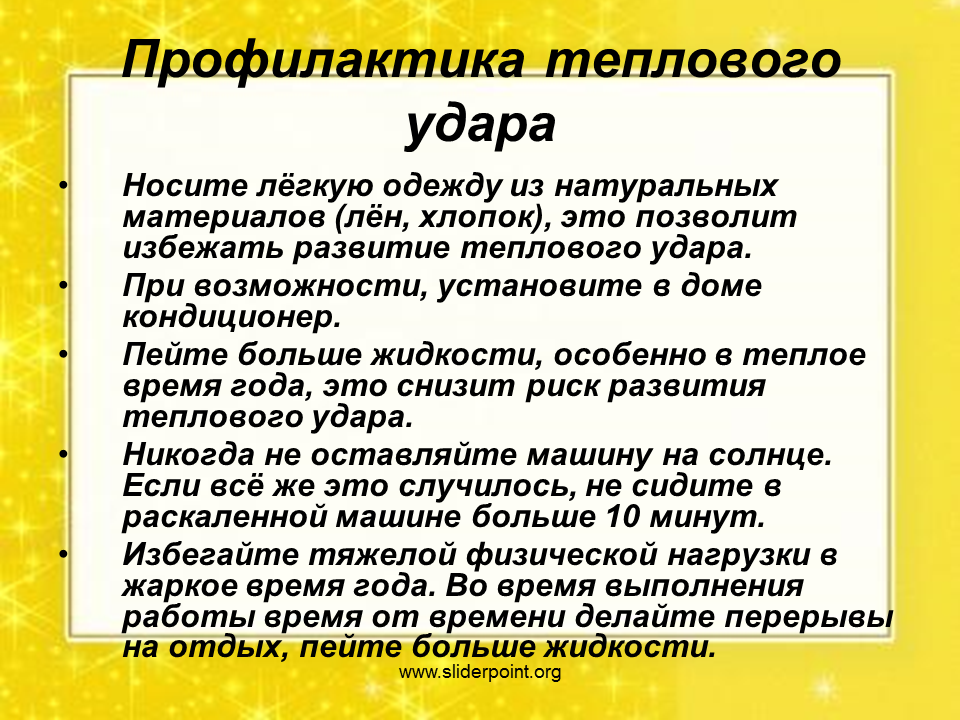 Профилактика теплового
удара
• Носите лёгкую одежду из натуральных
материалов (лён, хлопок), это позволит
избежать развитие теплового удара.
• При возможности, установите в доме
кондиционер.
• Пейте больше жидкости, особенно в теплое
время года, это снизит риск развития
теплового удара.
• Никогда не оставляйте машину на солнце.
Если всё же это случилось, не сидите в
раскаленной машине больше 10 минут.
• Избегайте тяжелой физической нагрузки в
жаркое время года. Во время выполнения
работы время от времени делайте перерывы
на отдых, пейте больше жидкости.
www.sliderpoint.org